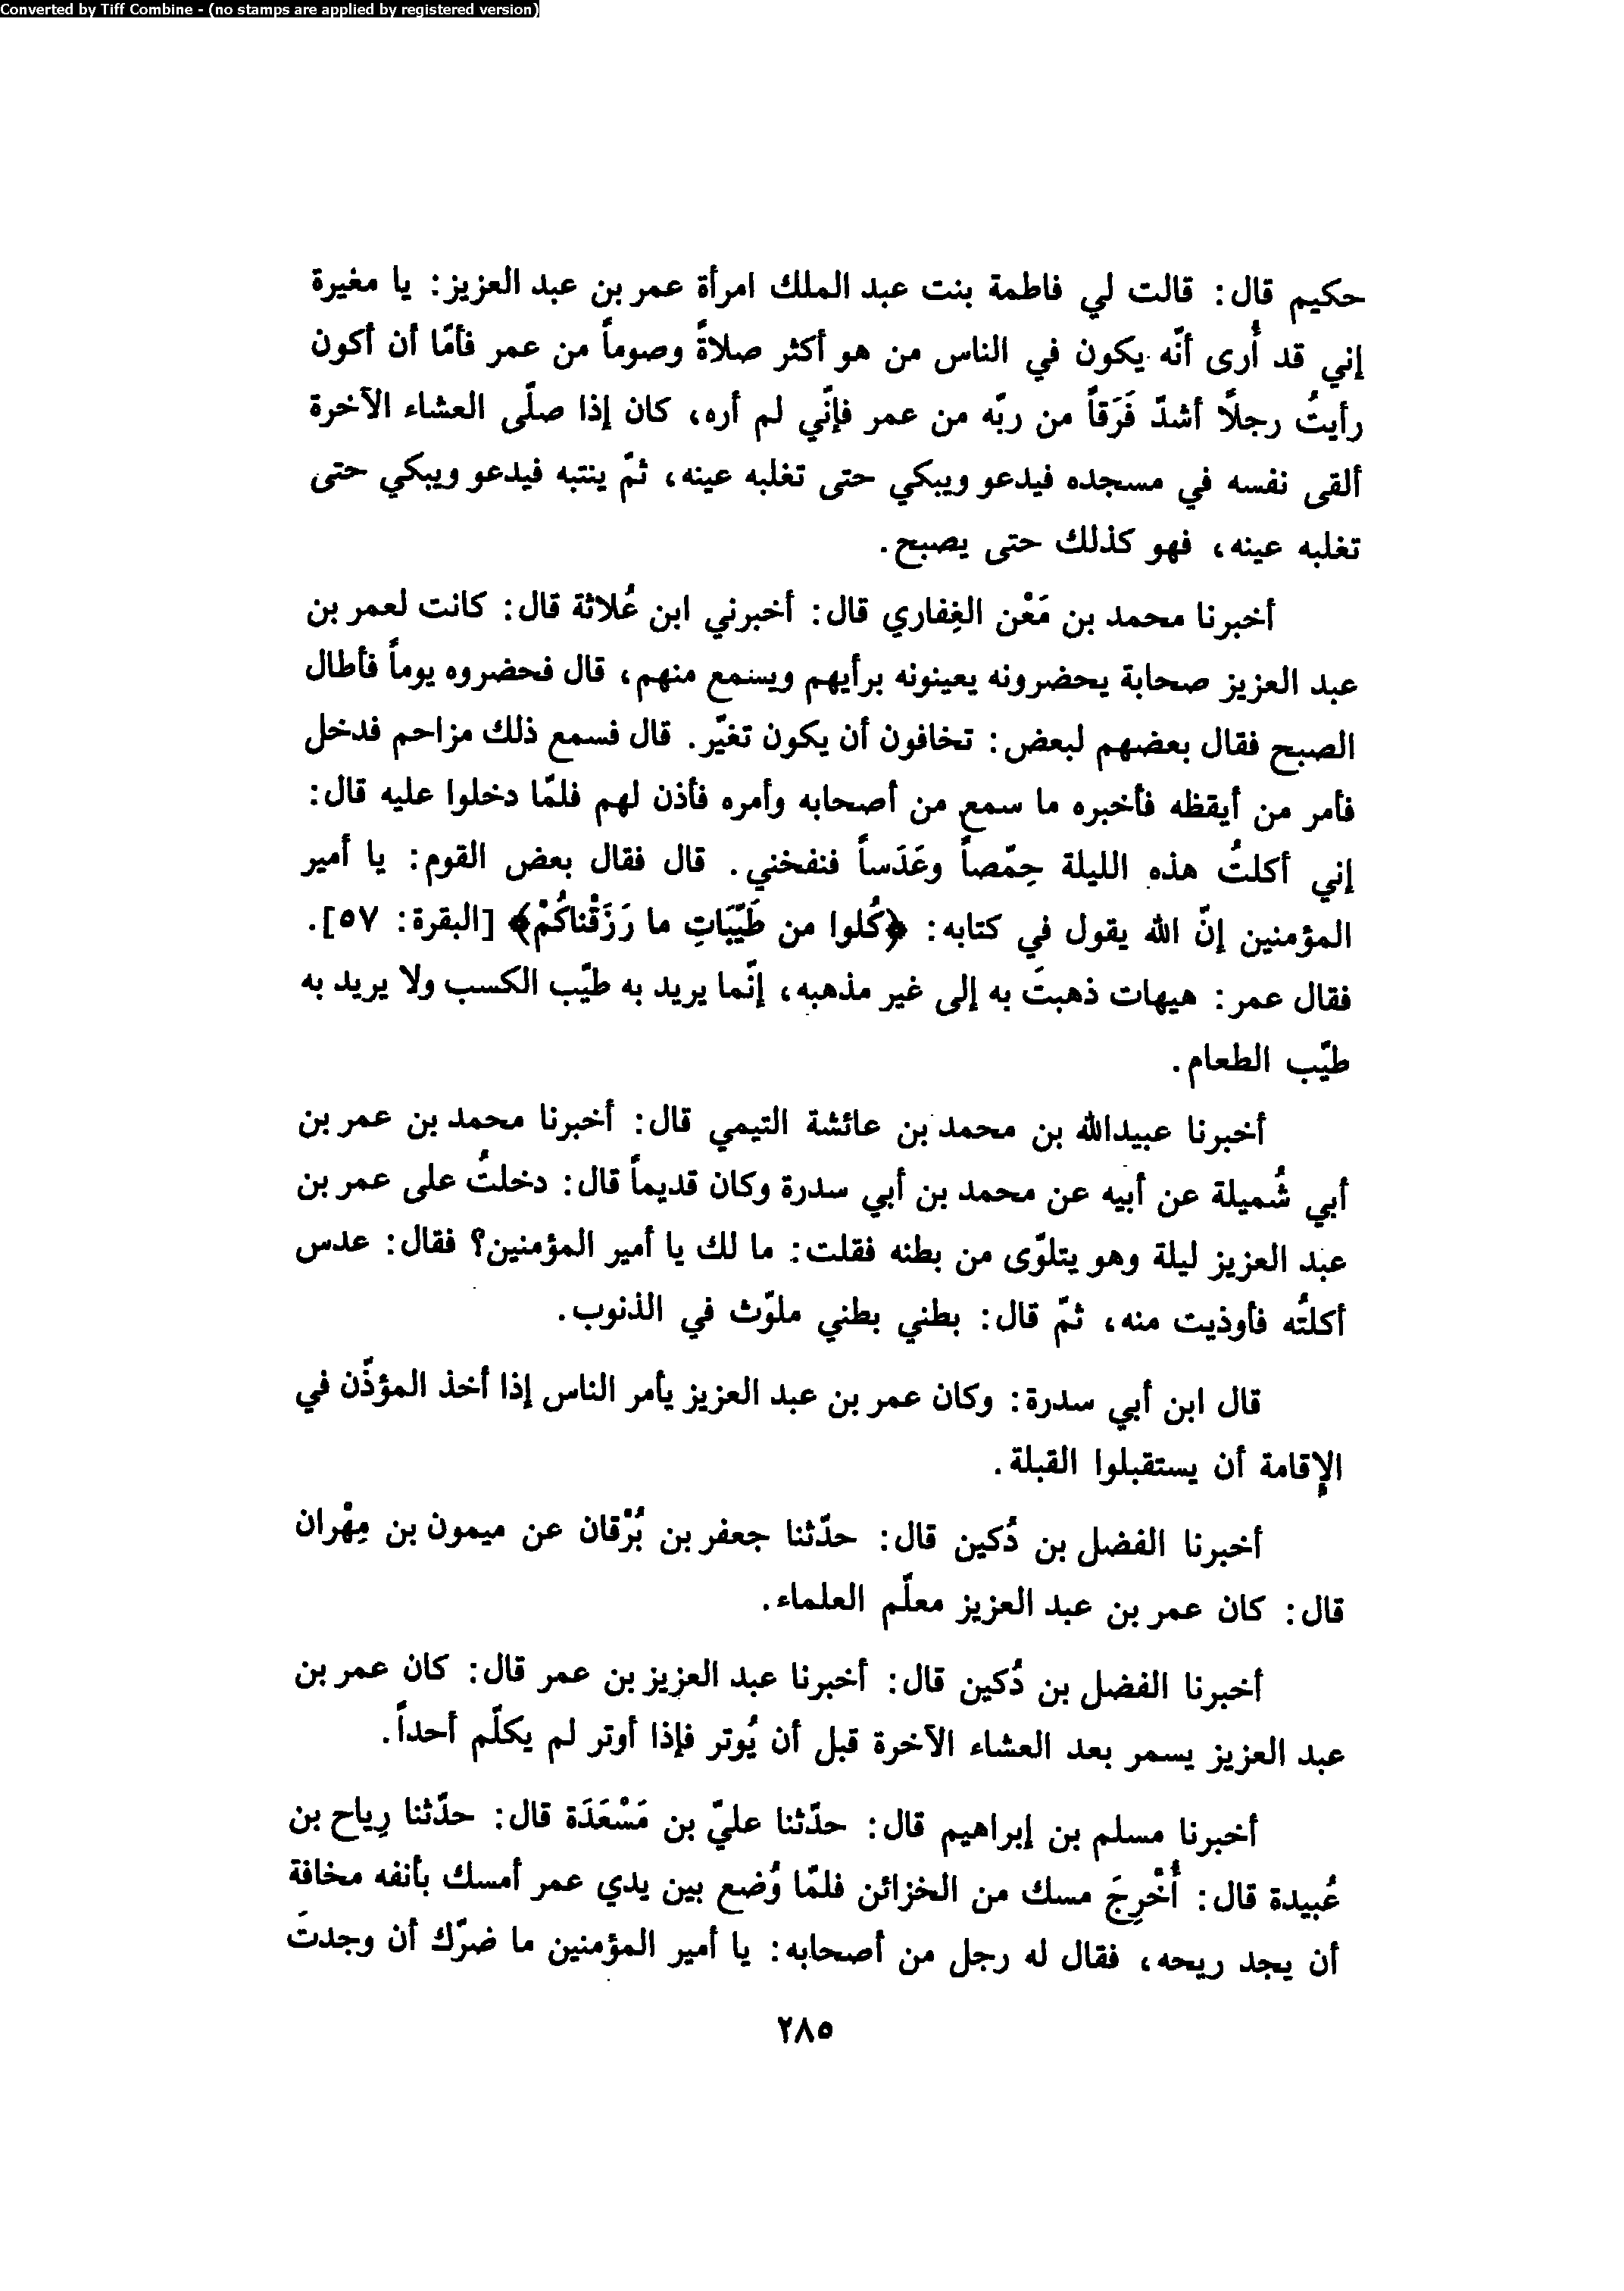 Converted by Tiff Combine - (no stamps are applied by registered version)
حكيم قال: قالت لي فاطمة بنت عبد الملك امرأة عمر بن عبد العزيز: يا مغيرة
إني قد أُرى أنّه يكون في الناس من هو أكثر صلاةً وصوماً من عمر فأمّا أن أكون
رأيتُ رجلاً أشدّ فَرَقاً من ربّه من عمر فإنّي لم أره، كان إذا صلّى العشاء الآخرة
ألقى نفسه في مسجده فيدعو ويبكي حتى تغلبه عينه، ثمّ ينتبه فيدعو ويبكي حتى
تغلبه عينه، فهو كذلك حتى يصبح.
أخبرنا محمد بن مَعْن الغِفاري قال: أخبرني ابن عُلاثة قال: كانت لعمر بن
عبد العزيز صحابة يحضرونه يعينونه برأيهم ويسمع منهم، قال فحضروه يوماً فأطال
الصبح فقال بعضهم لبعض: تخافون أن يكون تغيّر. قال فسمع ذلك مزاحم فدخل
فأمر من أيقظه فأخبره ما سمع من أصحابه وأمره فأذن لهم فلمّا دخلوا عليه قال:
إني أكلتُ هذه الليلة حِمّصاً وعَدَساً فنفخني. قال فقال بعض القوم: يا أمير
المؤمنين إنّ الله يقول في كتابه: ﴿كُلوا من طَيّبَاتِ ما رَزَقْناكُمْ﴾ [البقرة: ٥٧].
فقال عمر: هيهات ذهبتَ به إلى غير مذهبه، إنّما يريد به طيّب الكسب ولا يريد به
طيّب الطعام.
أخبرنا عبيدالله بن محمد بن عائشة التيمي قال: أخبرنا محمد بن عمر بن
أبي شُميلة عن أبيه عن محمد بن أبي سدرة وكان قديماً قال: دخلتُ على عمر بن
عبد العزيز ليلة وهو يتلوّى من بطنه فقلت: ما لك يا أمير المؤمنين؟ فقال: عدس
أكلتُه فأوذيت منه، ثمّ قال: بطني بطني ملوّث في الذنوب.
قال ابن أبي سدرة: وكان عمر بن عبد العزيز يأمر الناس إذا أخذ المؤذّن في
الإقامة أن يستقبلوا القبلة.
أخبرنا الفضل بن دُكين قال: حدّثنا جعفر بن بُرْقان عن ميمون بن مِهْران
قال: كان عمر بن عبد العزيز معلّم العلماء.
أخبرنا الفضل بن دُكين قال: أخبرنا عبد العزيز بن عمر قال: كان عمر بن
عبد العزيز يسمر بعد العشاء الآخرة قبل أن يُوتر فإذا أوتر لم يكلّم أحداً.
أخبرنا مسلم بن إبراهيم قال: حدّثنا عليّ بن مَسْعَدَة قال: حدّثنا رِياح بن
عُبيدة قال: أُخْرِجَ مسك من الخزائن فلمّا وُضع بين يدي عمر أمسك بأنفه مخافة
أن يجد ريحه، فقال له رجل من أصحابه: يا أمير المؤمنين ما ضرّك أن وجدتَ
٢٨٥